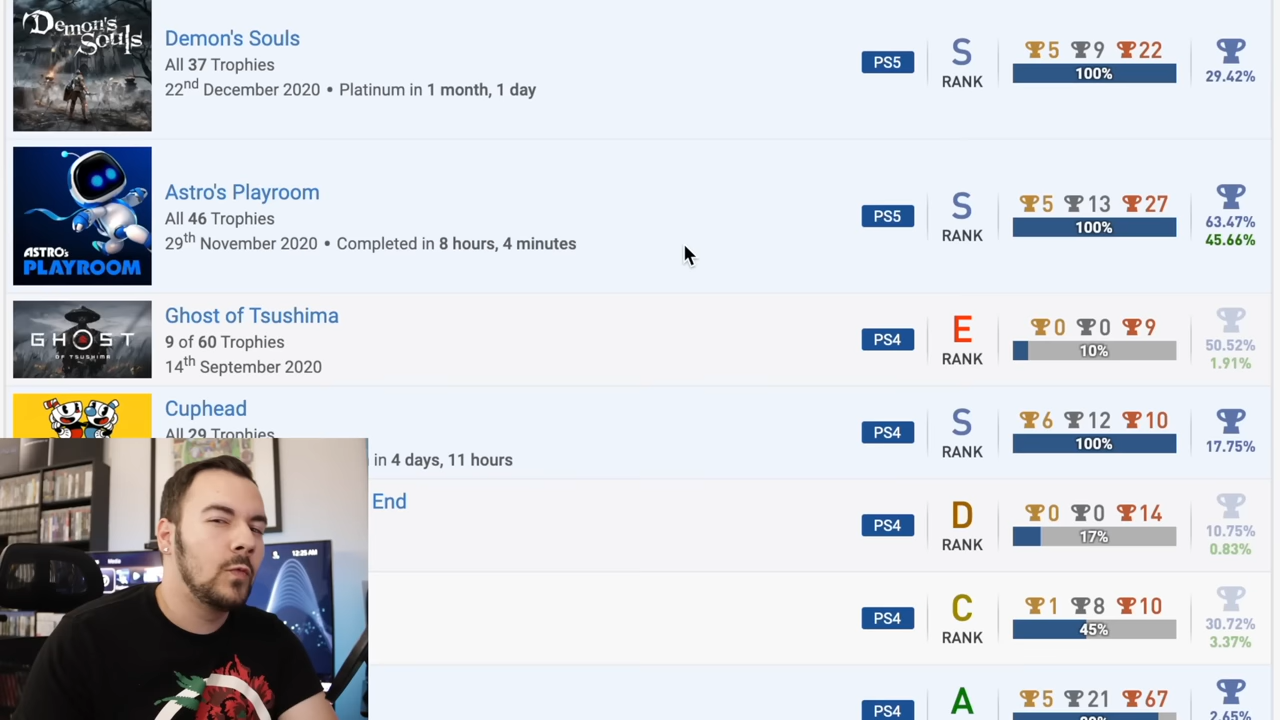 Demon's Souls
Demon's Souls
All 37 Trophies
22nd December 2020 • Platinum in 1 month, 1 day
PS5
S
RANK
5 9 22
100%
29.42%
ASTRO's
PLAYROOM
Astro's Playroom
All 46 Trophies
29th November 2020 • Completed in 8 hours, 4 minutes
PS5
S
RANK
5 13 27
100%
63.47%
45.66%
GHOST
OF TSUSHIMA
Ghost of Tsushima
9 of 60 Trophies
14th September 2020
PS4
E
RANK
0 0 9
10%
50.52%
1.91%
Cuphead
All 29 Trophies
in 4 days, 11 hours
PS4
S
RANK
6 12 10
100%
17.75%
End
PS4
D
RANK
0 0 14
17%
10.75%
0.83%
PS4
C
RANK
1 8 10
45%
30.72%
3.37%
PS4
A
5 21 67
2.65%
12:25 AM